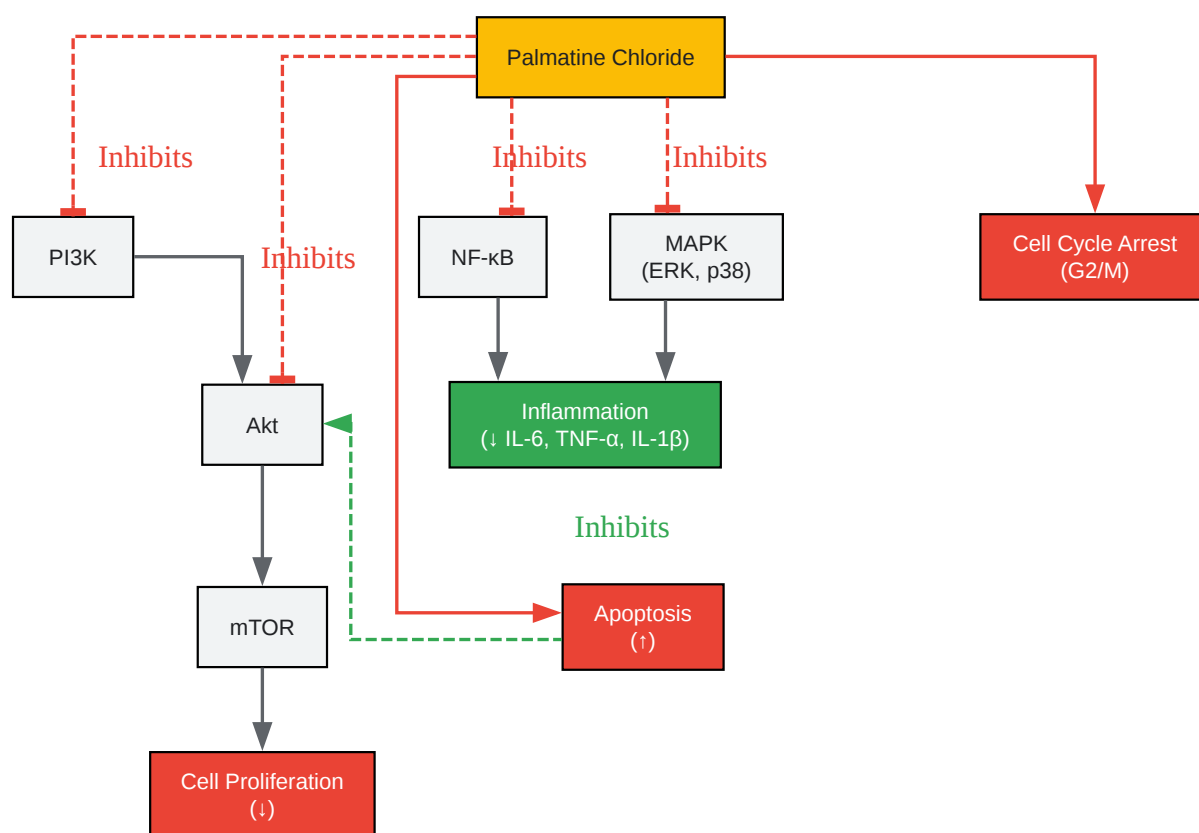 Palmatine Chloride
Inhibits
Inhibits
Inhibits
PI3K
NF-κB
MAPK
(ERK, p38)
Cell Cycle Arrest
(G2/M)
Inhibits
Akt
Inflammation
(↓ IL-6, TNF-α, IL-1β)
Inhibits
mTOR
Apoptosis
(↑)
Cell Proliferation
(↓)